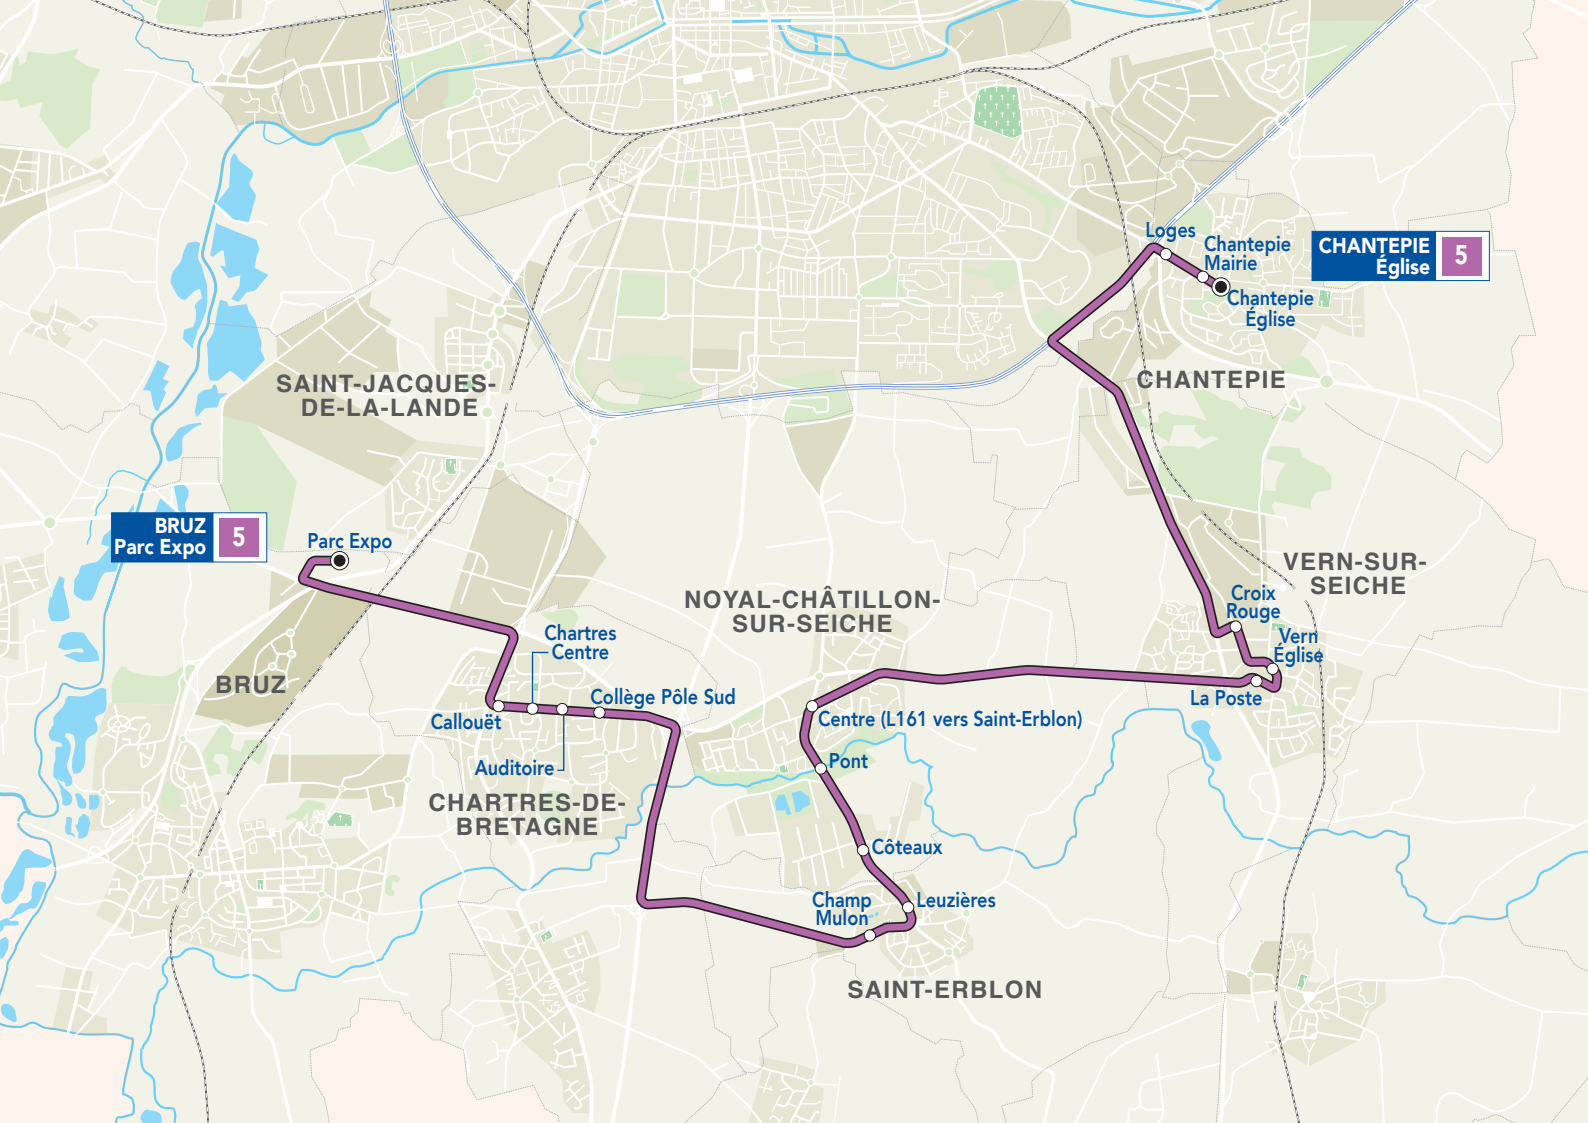 Loges
Chantepie
Mairie
CHANTEPIE
Église
5
Chantepie
Église
CHANTEPIE
SAINT-JACQUES-
DE-LA-LANDE
BRUZ
Parc Expo
5
Parc Expo
VERN-SUR-
SEICHE
Croix
Rouge
Vern
Église
La Poste
NOYAL-CHÂTILLON-
SUR-SEICHE
Chartres
Centre
Collège Pôle Sud
BRUZ
Callouët
Auditoire
Centre (L161 vers Saint-Erblon)
Pont
CHARTRES-DE-
BRETAGNE
Côteaux
Champ
Mulon
Leuzières
SAINT-ERBLON